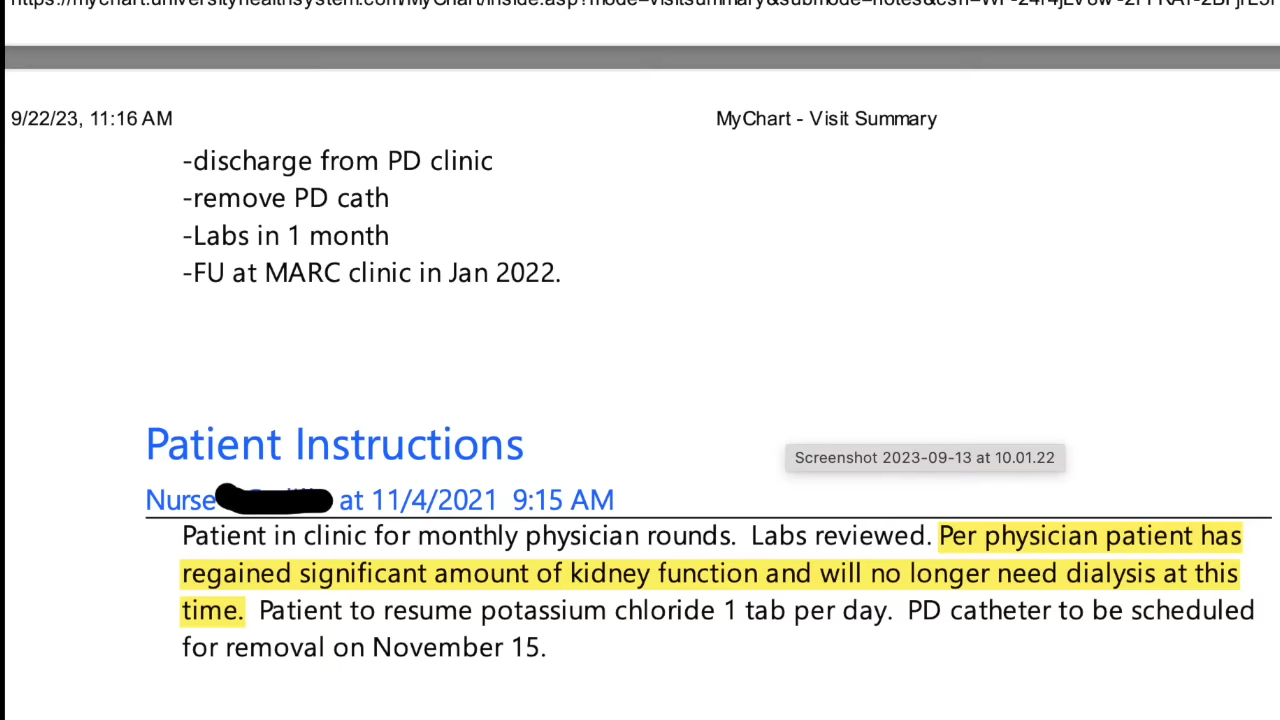 9/22/23, 11:16 AM MyChart - Visit Summary
-discharge from PD clinic
-remove PD cath
-Labs in 1 month
-FU at MARC clinic in Jan 2022.
Patient Instructions
Screenshot 2023-09-13 at 10.01.22
Nurse at 11/4/2021 9:15 AM
Patient in clinic for monthly physician rounds. Labs reviewed. Per physician patient has
regained significant amount of kidney function and will no longer need dialysis at this
time. Patient to resume potassium chloride 1 tab per day. PD catheter to be scheduled
for removal on November 15.